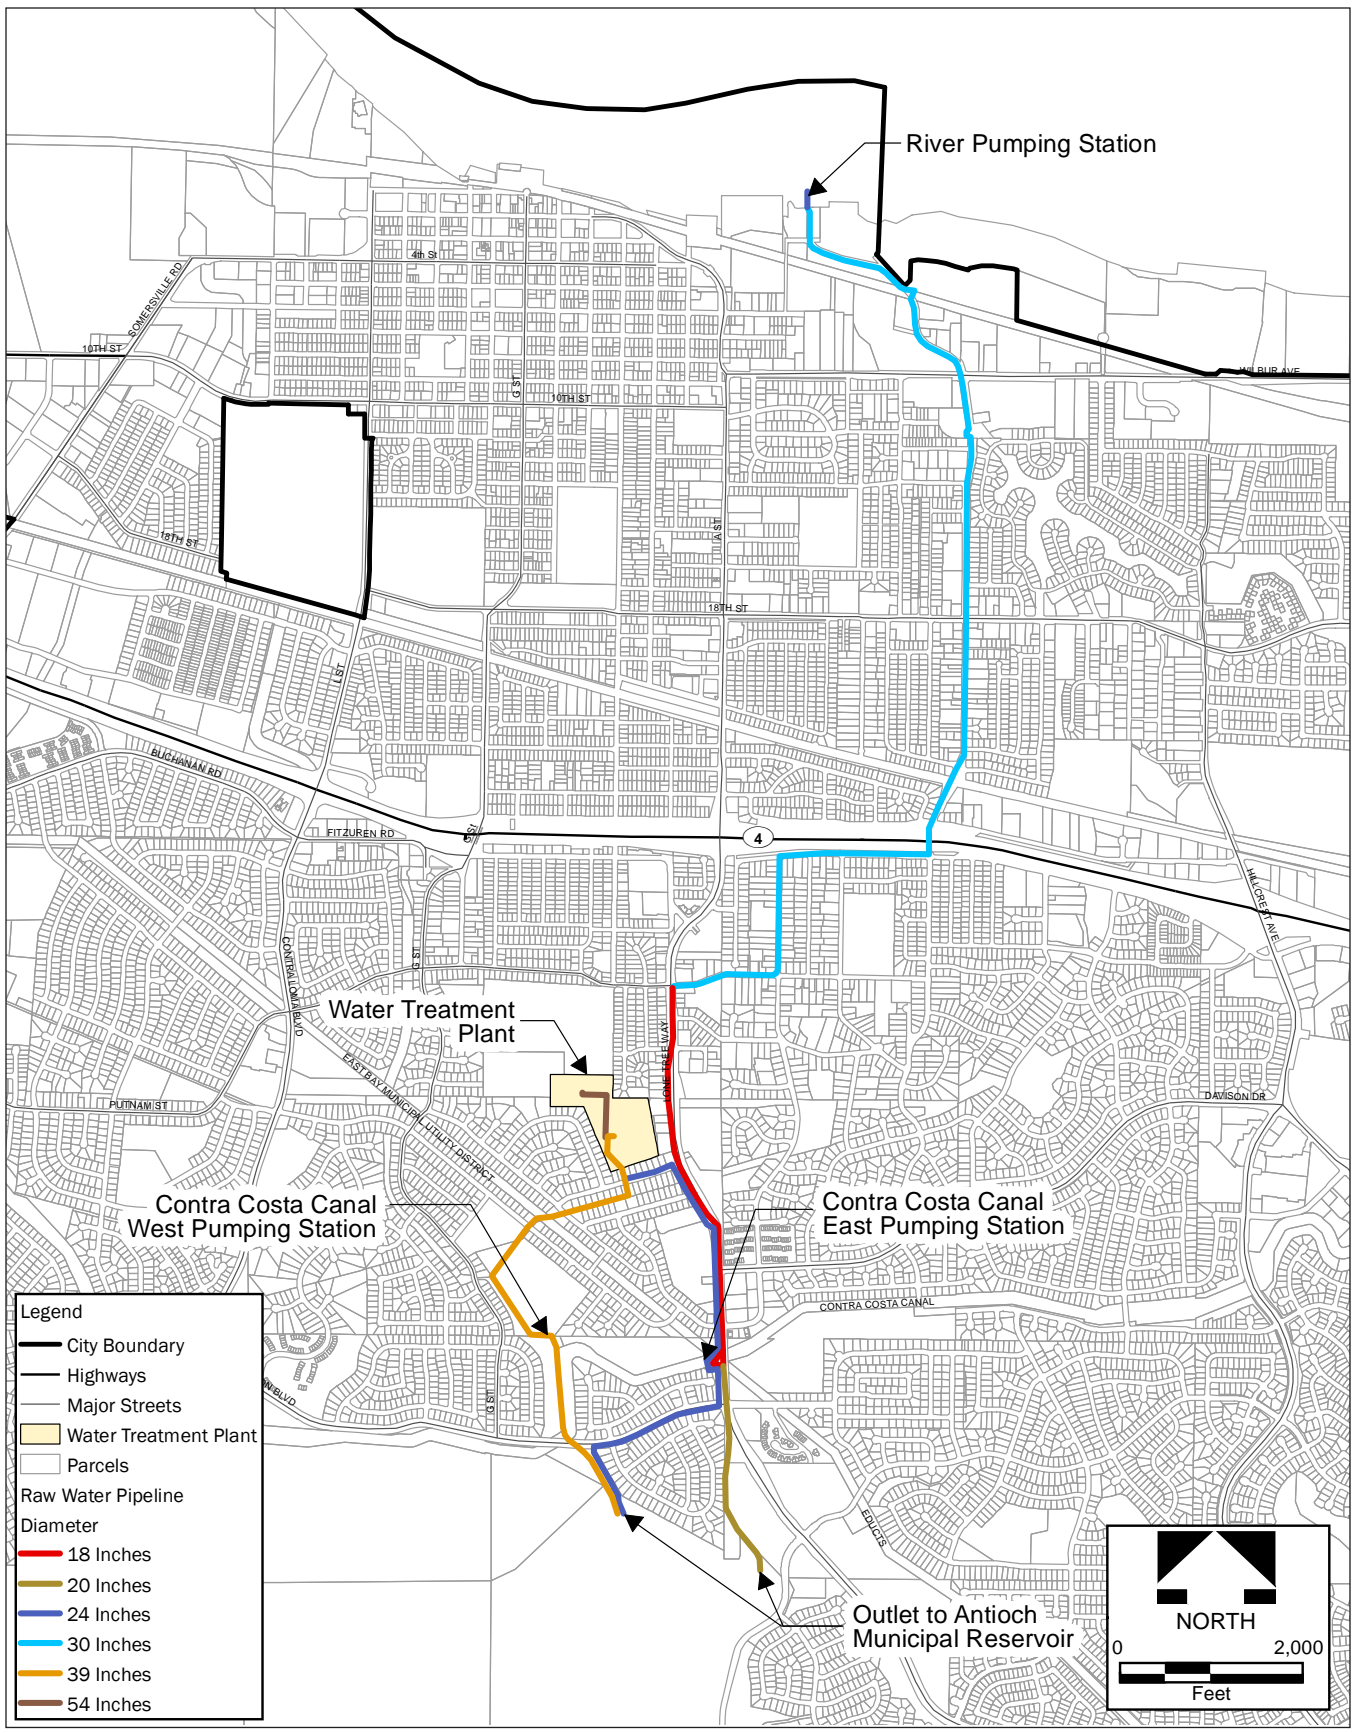 River Pumping Station
4th St
SOMERSVILLE RD
10TH ST
WILBUR AVE
G ST
10TH ST
18TH ST
A ST
18TH ST
L ST
BUCHANAN RD
FITZUREN RD
G ST
4
HILLCREST AVE
CONTRA LOMA BLVD
G ST
Water Treatment
Plant
LONE TREE WAY
EAST BAY MUNICIPAL UTILITY DISTRICT
PUTNAM ST
DAVISON DR
Contra Costa Canal
West Pumping Station
Contra Costa Canal
East Pumping Station
CONTRA COSTA CANAL
G ST
N BLVD
EDUCTS
Legend
City Boundary
Highways
Major Streets
Water Treatment Plant
Parcels
Raw Water Pipeline
Diameter
18 Inches
20 Inches
24 Inches
30 Inches
39 Inches
54 Inches
Outlet to Antioch
Municipal Reservoir
NORTH
0 2,000
Feet